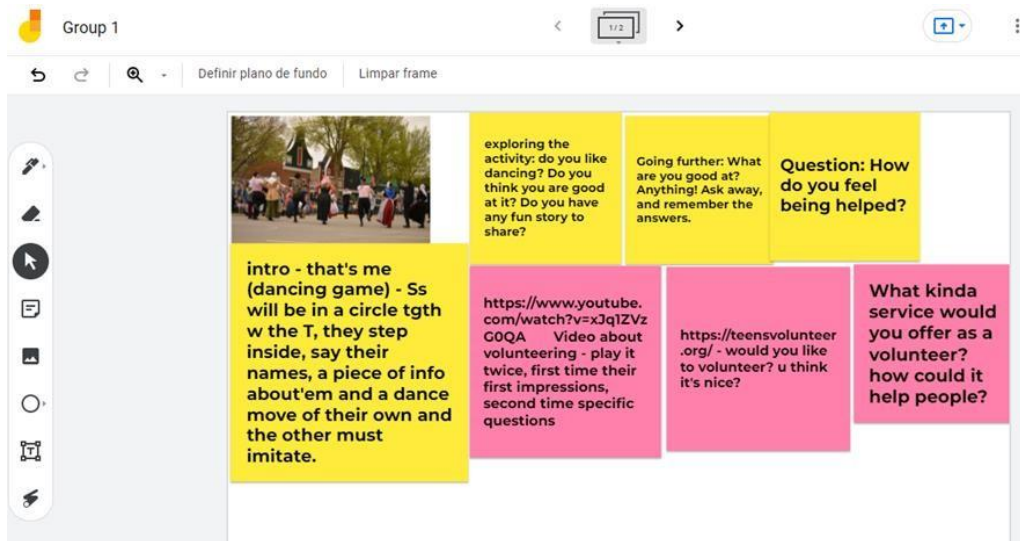 Group 1
1/2
Definir plano de fundo
Limpar frame
exploring the
activity: do you like
dancing? Do you
think you are good
at it? Do you have
any fun story to
share?
Going further: What
are you good at?
Anything! Ask away,
and remember the
answers.
Question: How
do you feel
being helped?
intro - that's me
(dancing game) - Ss
will be in a circle tgth
w the T, they step
inside, say their
names, a piece of info
about'em and a dance
move of their own and
the other must
imitate.
https://www.youtube.
com/watch?v=xJq1ZVz
G0QA Video about
volunteering - play it
twice, first time their
first impressions,
second time specific
questions
https://teensvolunteer
.org/ - would you like
to volunteer? u think
it's nice?
What kinda
service would
you offer as a
volunteer?
how could it
help people?